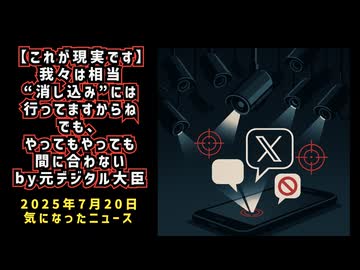 【これが現実です】
我々は相当
“消し込み”には
行ってますからね
でも、
やってもやっても
間に合わない
by元デジタル大臣
2025年7月20日
気になったニュース
X